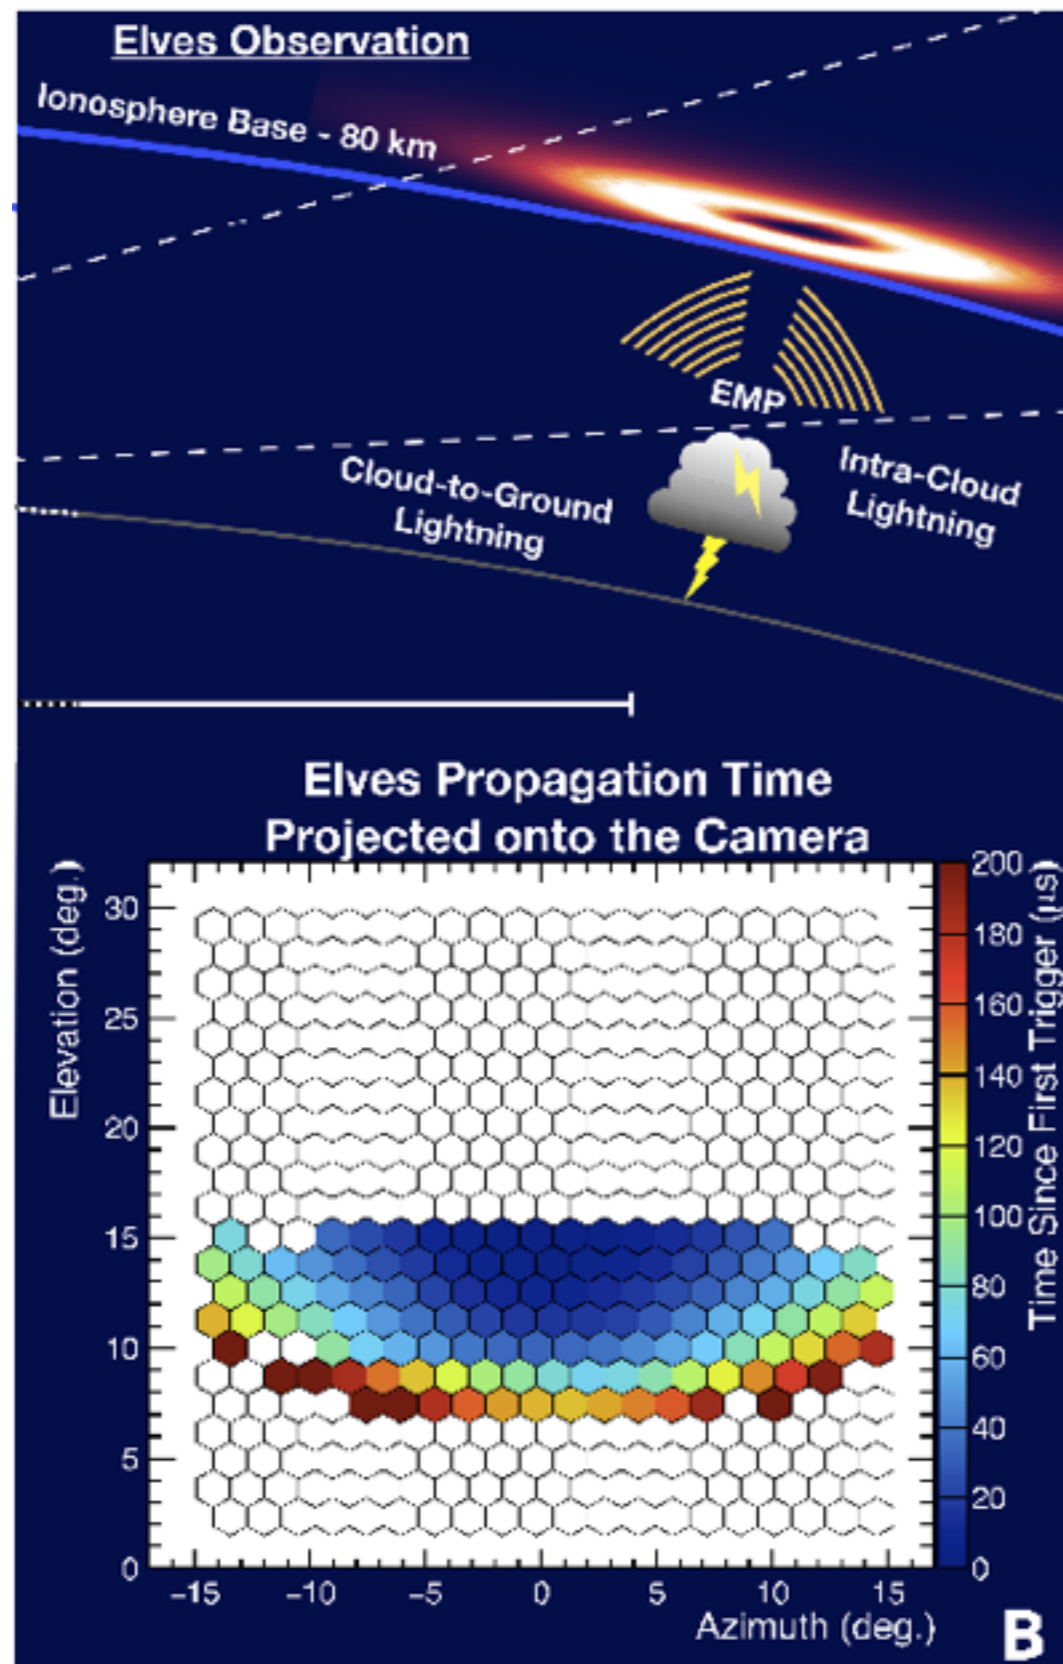 Elves Observation
Ionosphere Base - 80 km
EMP
Cloud-to-Ground
Lightning
Intra-Cloud
Lightning
Elves Propagation Time
Projected onto the Camera
Elevation (deg.)
30
25
20
15
10
5
0
−15
−10
−5
0
5
10
15
Azimuth (deg.)
200
180
160
140
120
100
80
60
40
20
0
Time Since First Trigger (μs)
B